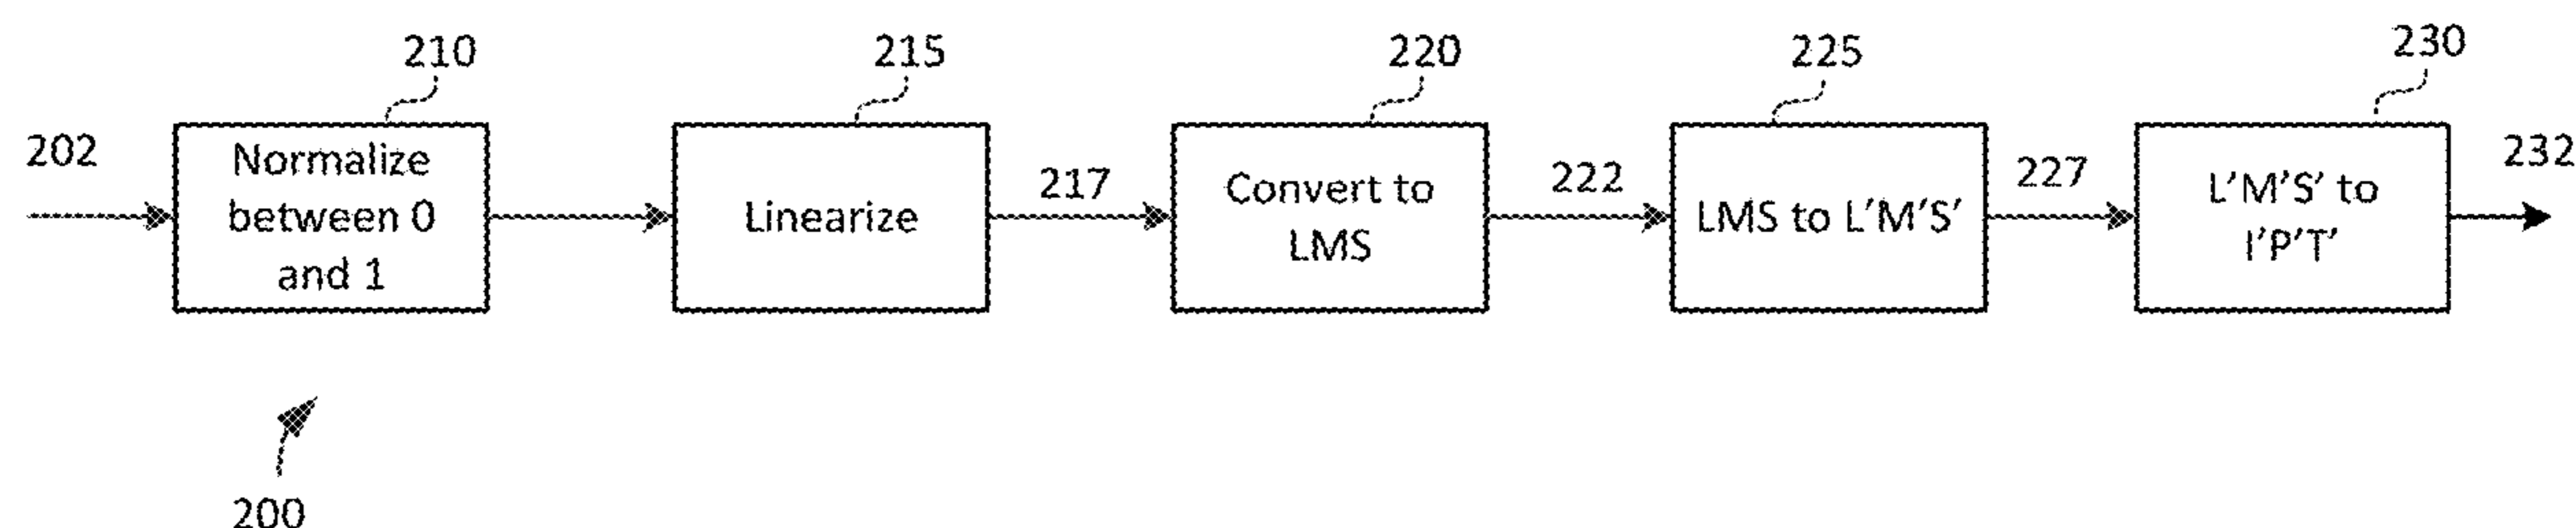 210
215
220
225
230
202
Normalize
between 0
and 1
Linearize
217
Convert to
LMS
222
LMS to L'M'S'
227
L'M'S' to
I'P'T'
232
200